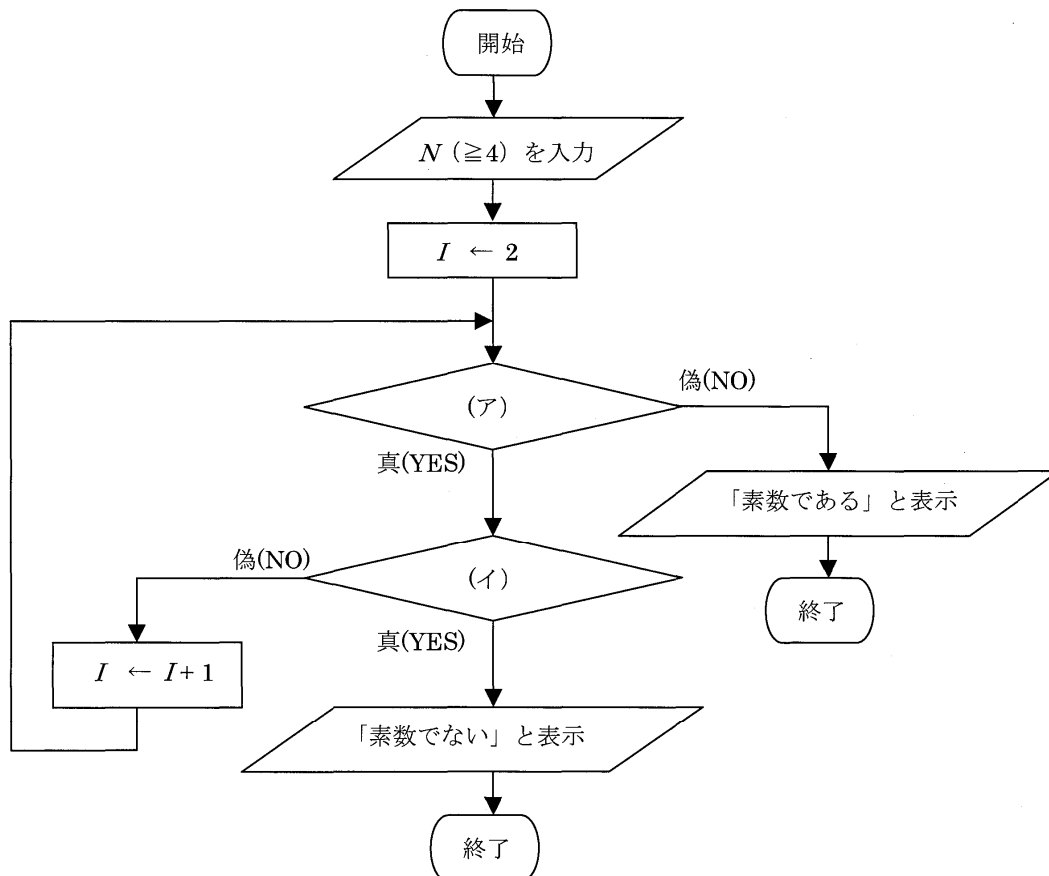 開始
N（≧4）を入力
I ← 2
(ア)
偽(NO)
真(YES)
「素数である」と表示
終了
(イ)
偽(NO)
真(YES)
I ← I+1
「素数でない」と表示
終了